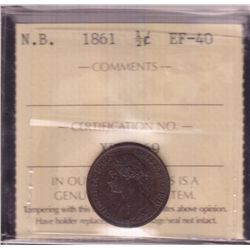 N.B. 1861 ½¢ EF-40
— COMMENTS —
— CERTIFICATION NO. —
IN OU S IS A
GENU TEM.
Tampering with th above opinion.
Have holder repla seal not intact.